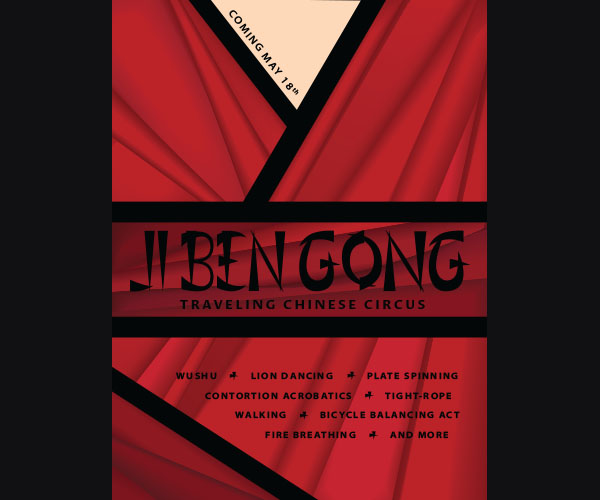 COMING MAY 18th
JI BEN GONG
TRAVELING CHINESE CIRCUS
WUSHU LION DANCING PLATE SPINNING
CONTORTION ACROBATICS TIGHT-ROPE
WALKING BICYCLE BALANCING ACT
FIRE BREATHING AND MORE